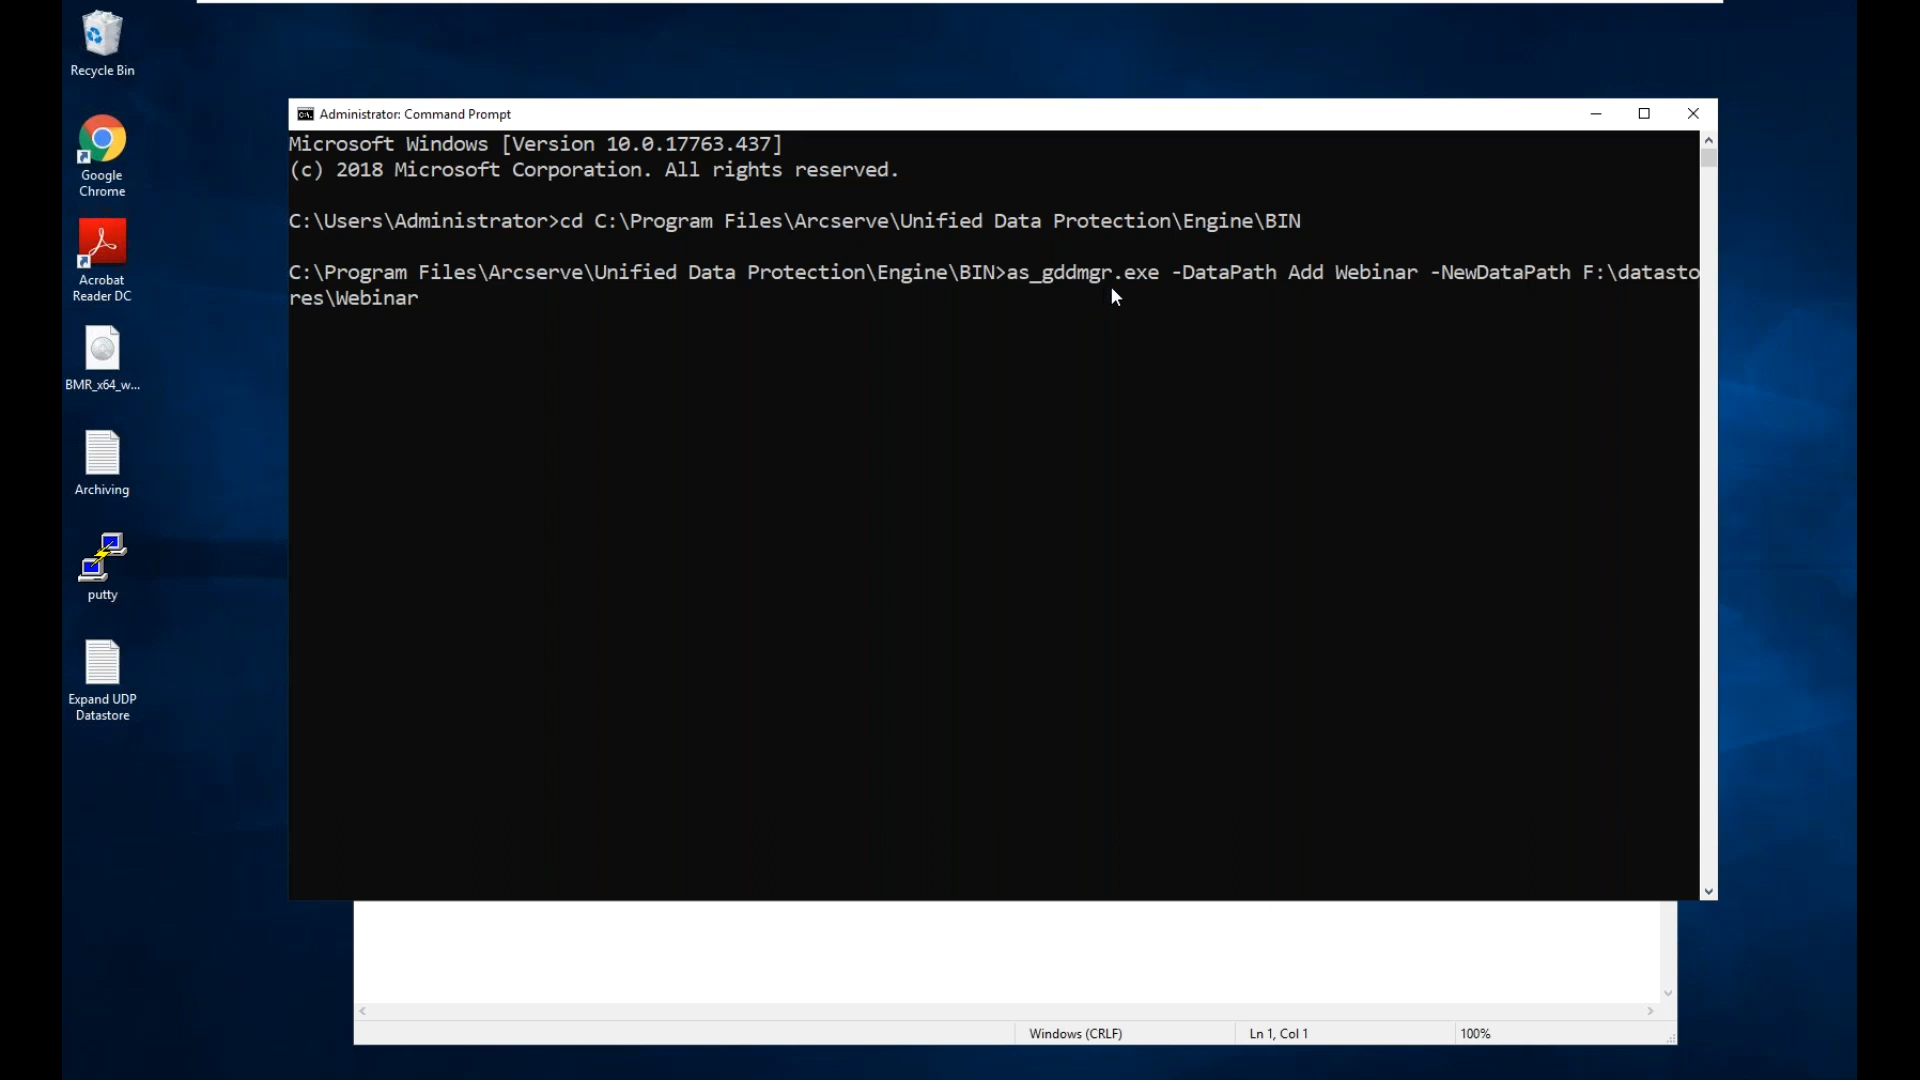 Recycle Bin
Google
Chrome
Acrobat
Reader DC
BMR_x64_w...
Archiving
putty
Expand UDP
Datastore
Administrator: Command Prompt
Microsoft Windows [Version 10.0.17763.437]
(c) 2018 Microsoft Corporation. All rights reserved.
C:\Users\Administrator>cd C:\Program Files\Arcserve\Unified Data Protection\Engine\BIN
C:\Program Files\Arcserve\Unified Data Protection\Engine\BIN>as_gddmgr.exe -DataPath Add Webinar -NewDataPath F:\datasto
res\Webinar
Windows (CRLF)
Ln 1, Col 1
100%